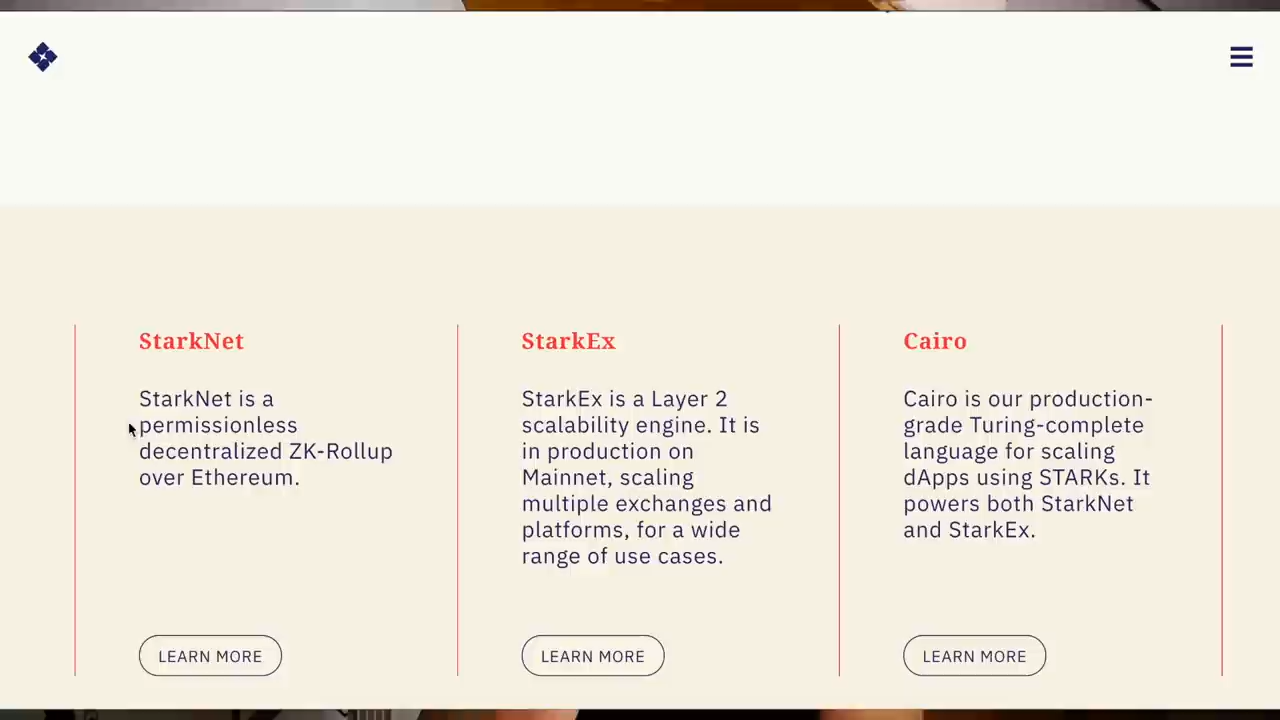 StarkNet
StarkNet is a
permissionless
decentralized ZK-Rollup
over Ethereum.
LEARN MORE
StarkEx
StarkEx is a Layer 2
scalability engine. It is
in production on
Mainnet, scaling
multiple exchanges and
platforms, for a wide
range of use cases.
LEARN MORE
Cairo
Cairo is our production-
grade Turing-complete
language for scaling
dApps using STARKs. It
powers both StarkNet
and StarkEx.
LEARN MORE